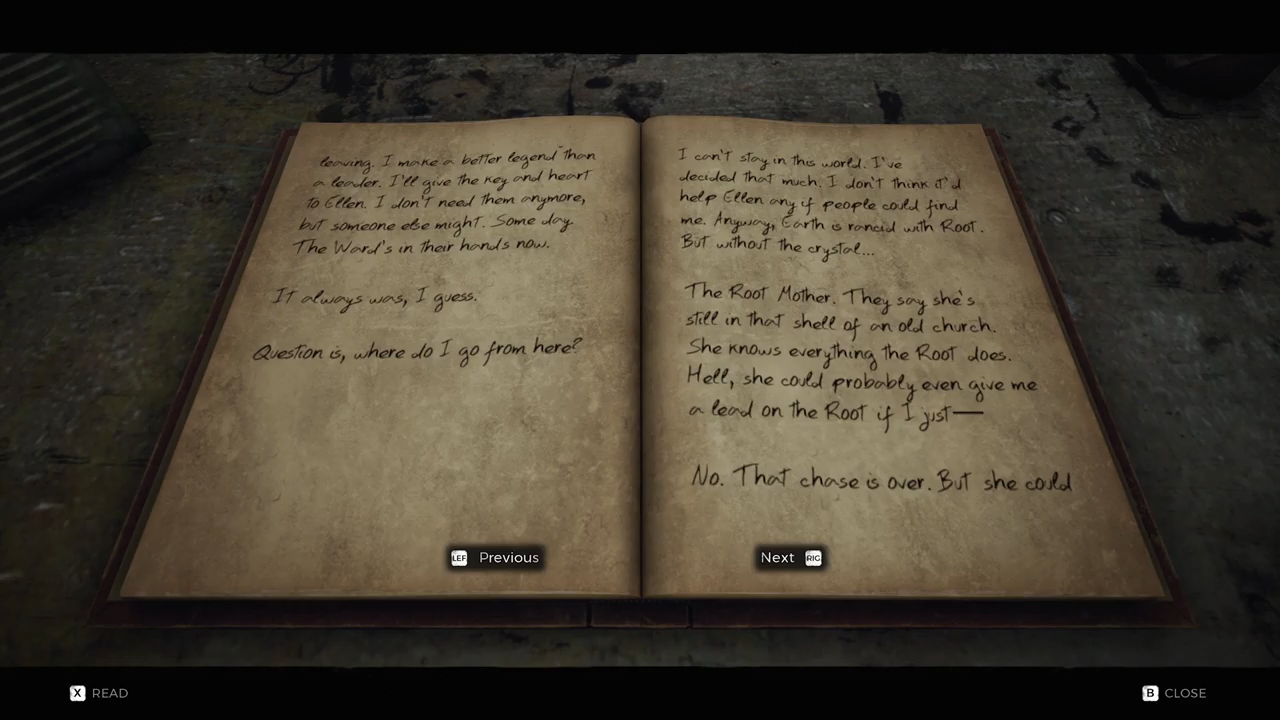 leaving. I make a better legend than
a leader. I'll give the key and heart
to Ellen. I don't need them anymore,
but someone else might. Some day.
The Ward's in their hands now.
It always was, I guess.
Question is, where do I go from here?
I can't stay in this world. I've
decided that much. I don't think it'd
help Ellen any if people could find
me. Anyway, Earth is rancid with Root.
But without the crystal...
The Root Mother. They say she's
still in that shell of an old church.
She knows everything the Root does.
Hell, she could probably even give me
a lead on the Root if I just—
No. That chase is over. But she could
LEF Previous
Next RIG
X READ
B CLOSE